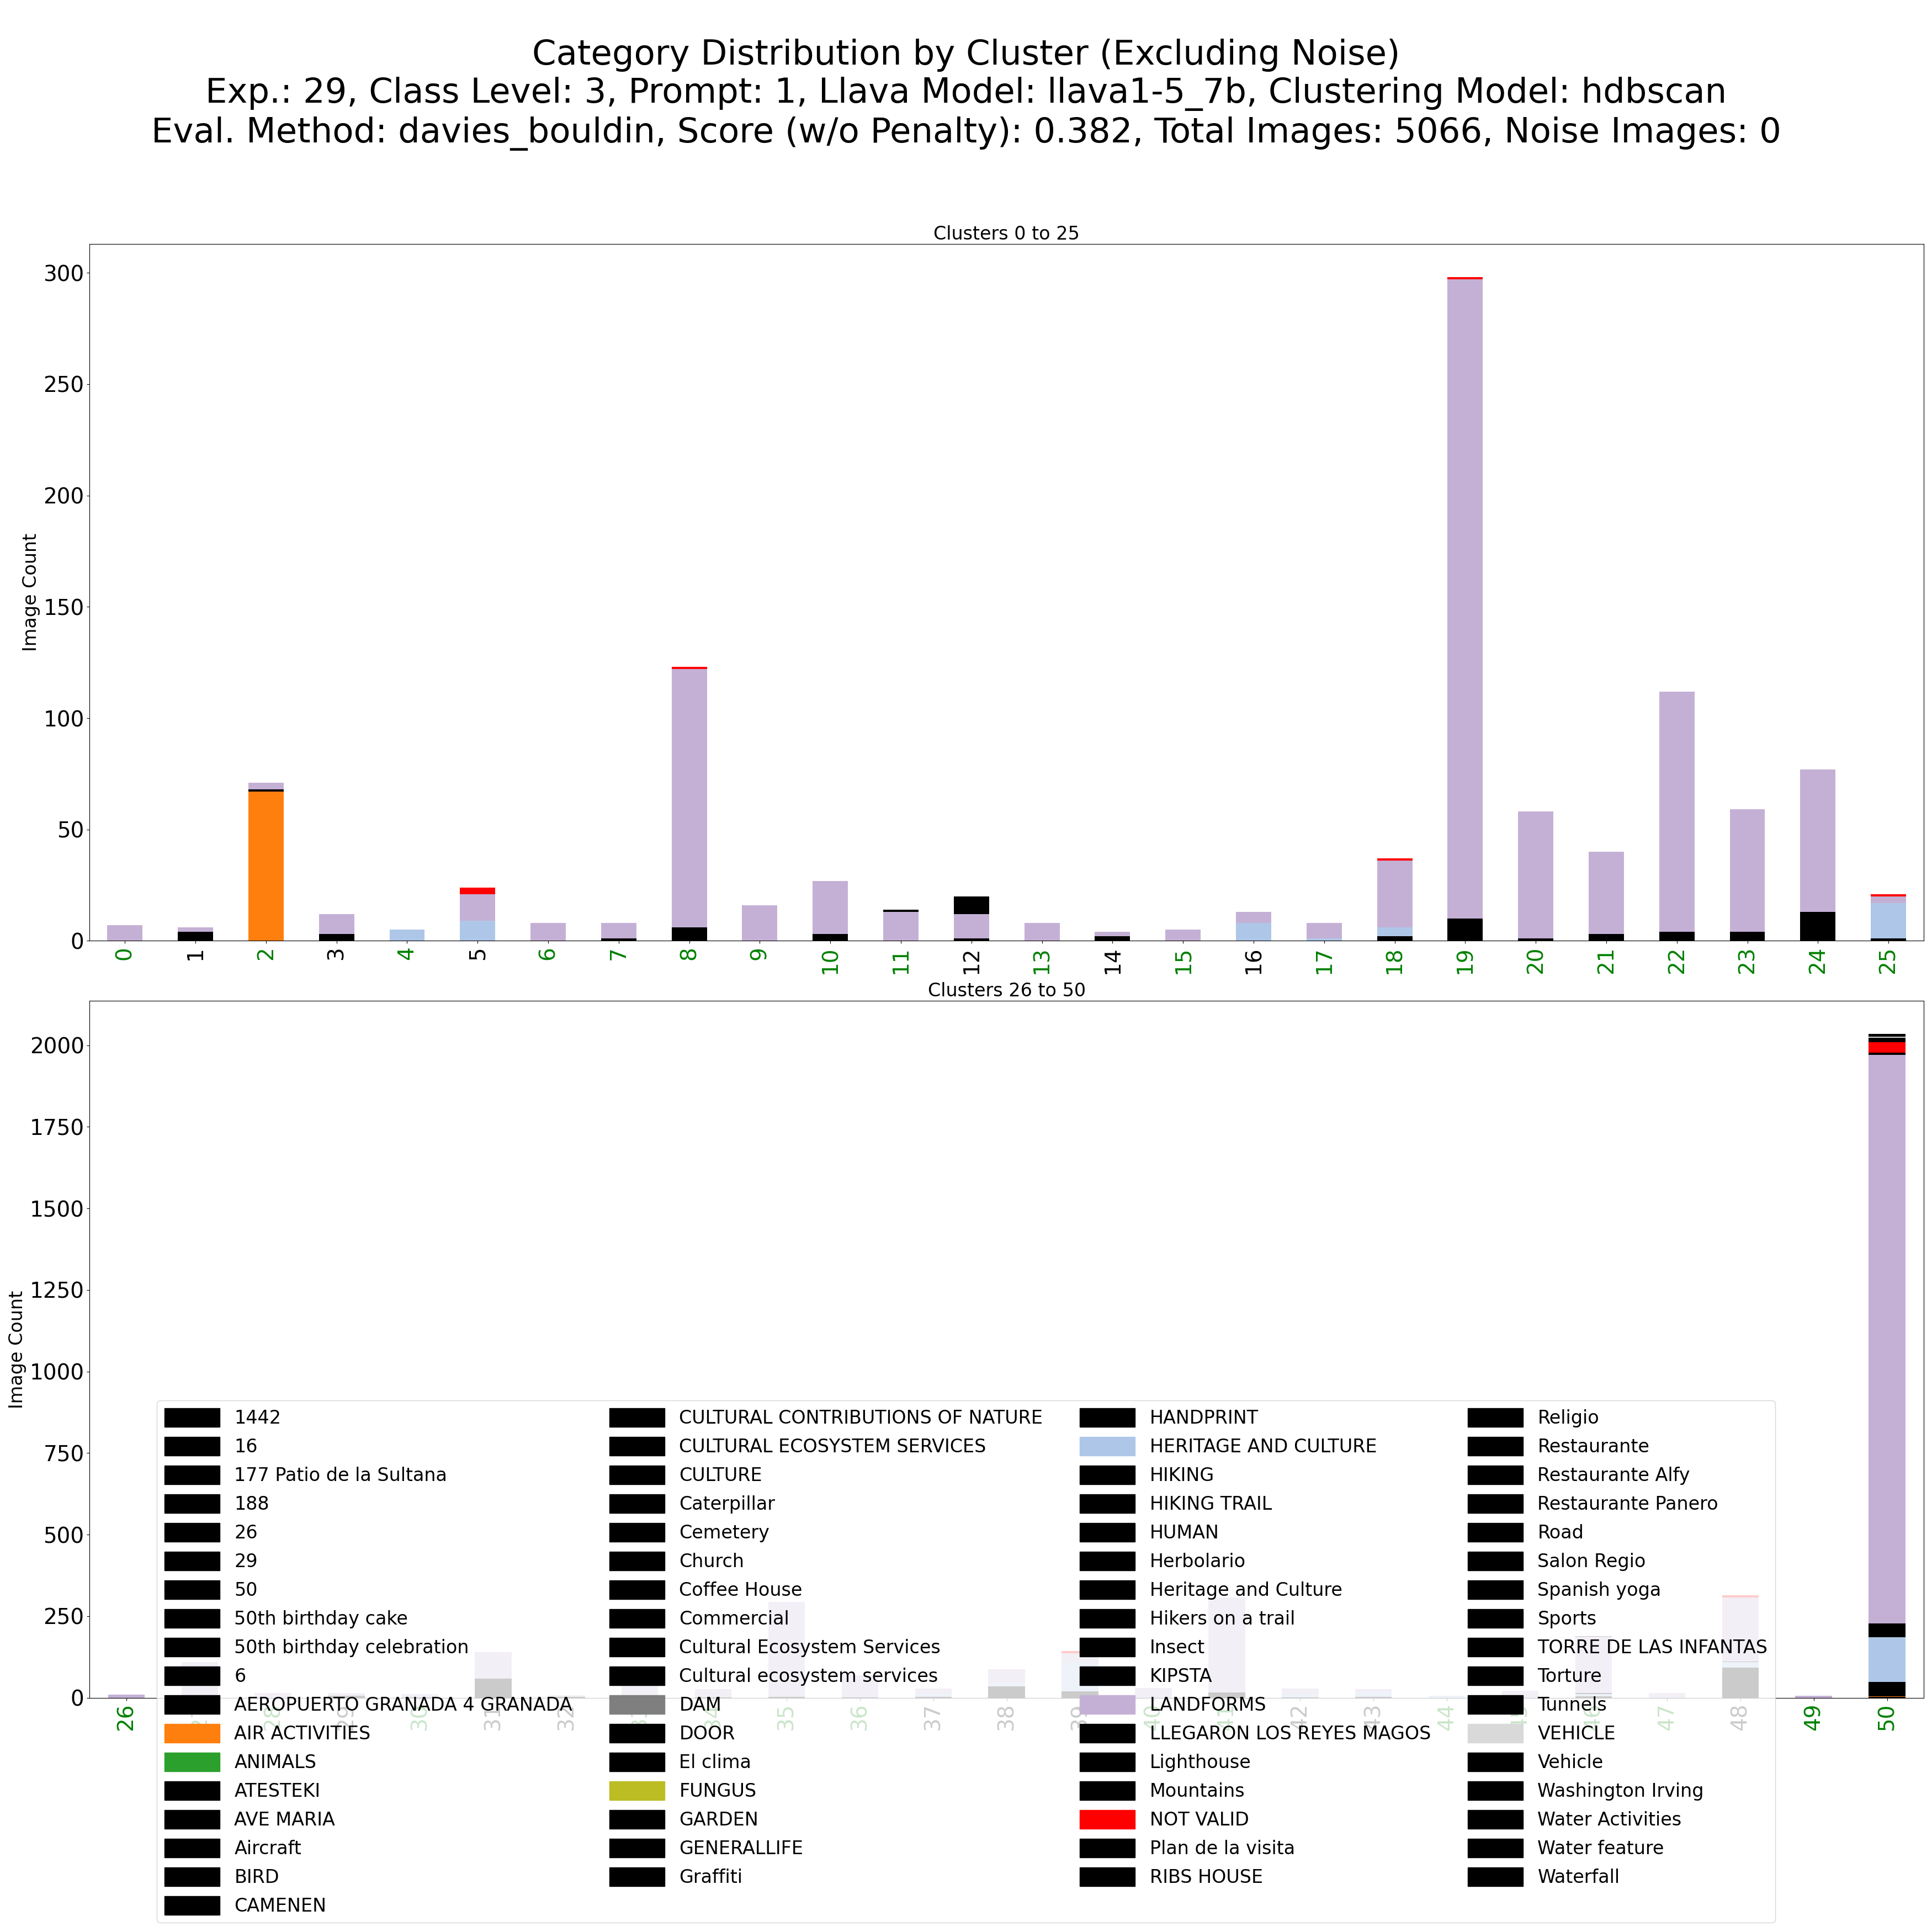 Category Distribution by Cluster (Excluding Noise)
Exp.: 29, Class Level: 3, Prompt: 1, Llava Model: llava1-5_7b, Clustering Model: hdbscan
Eval. Method: davies_bouldin, Score (w/o Penalty): 0.382, Total Images: 5066, Noise Images: 0
Clusters 0 to 25
Image Count
300
250
200
150
100
50
0
0 1 2 3 4 5 6 7 8 9 10 11 12 13 14 15 16 17 18 19 20 21 22 23 24 25
Clusters 26 to 50
Image Count
2000
1750
1500
1250
1000
750
500
250
0
26 29 30 31 32 34 35 36 37 38 39 40 42 43 44 47 48 49 50
1442
16
177 Patio de la Sultana
188
26
29
50
50th birthday cake
50th birthday celebration
6
AEROPUERTO GRANADA 4 GRANADA
AIR ACTIVITIES
ANIMALS
ATESTEKI
AVE MARIA
Aircraft
BIRD
CAMENEN
CULTURAL CONTRIBUTIONS OF NATURE
CULTURAL ECOSYSTEM SERVICES
CULTURE
Caterpillar
Cemetery
Church
Coffee House
Commercial
Cultural Ecosystem Services
Cultural ecosystem services
DAM
DOOR
El clima
FUNGUS
GARDEN
GENERALLIFE
Graffiti
HANDPRINT
HERITAGE AND CULTURE
HIKING
HIKING TRAIL
HUMAN
Herbolario
Heritage and Culture
Hikers on a trail
Insect
KIPSTA
LANDFORMS
LLEGARON LOS REYES MAGOS
Lighthouse
Mountains
NOT VALID
Plan de la visita
RIBS HOUSE
Religio
Restaurante
Restaurante Alfy
Restaurante Panero
Road
Salon Regio
Spanish yoga
Sports
TORRE DE LAS INFANTAS
Torture
Tunnels
VEHICLE
Vehicle
Washington Irving
Water Activities
Water feature
Waterfall